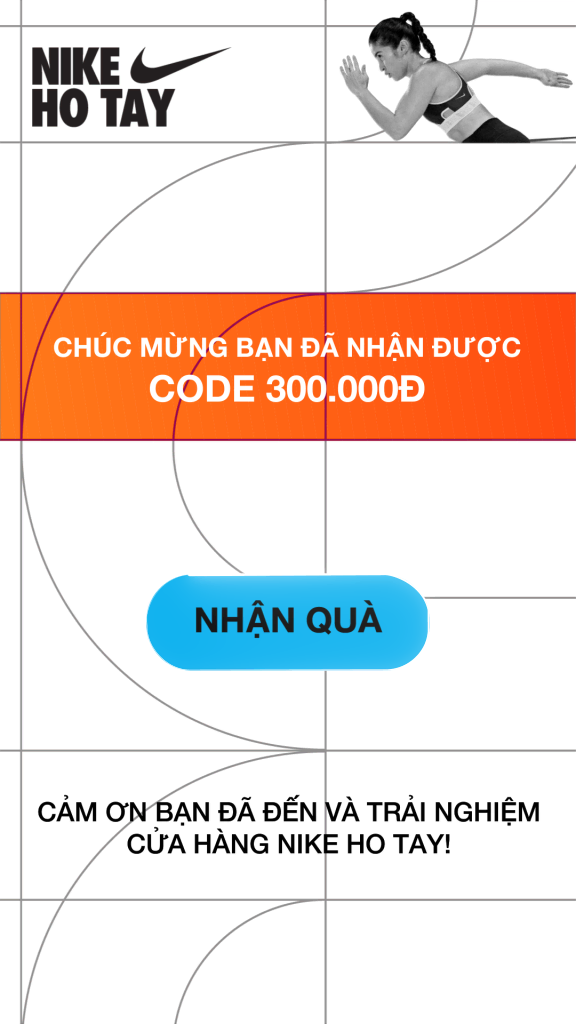 NIKE
HO TAY
CHÚC MỪNG BẠN ĐÃ NHẬN ĐƯỢC
CODE 300.000Đ
NHẬN QUÀ
CẢM ƠN BẠN ĐÃ ĐẾN VÀ TRẢI NGHIỆM
CỬA HÀNG NIKE HO TAY!